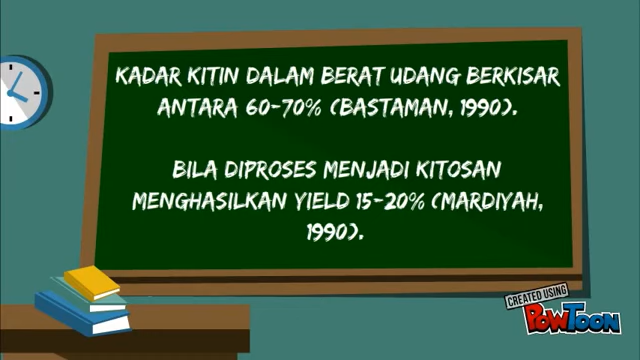 KADAR KITIN DALAM BERAT UDANG BERKISAR
ANTARA 60-70% (BASTAMAN, 1990).
BILA DIPROSES MENJADI KITOSAN
MENGHASILKAN YIELD 15-20% (MARDIYAH,
1990).
CREATED USING
POWTOON